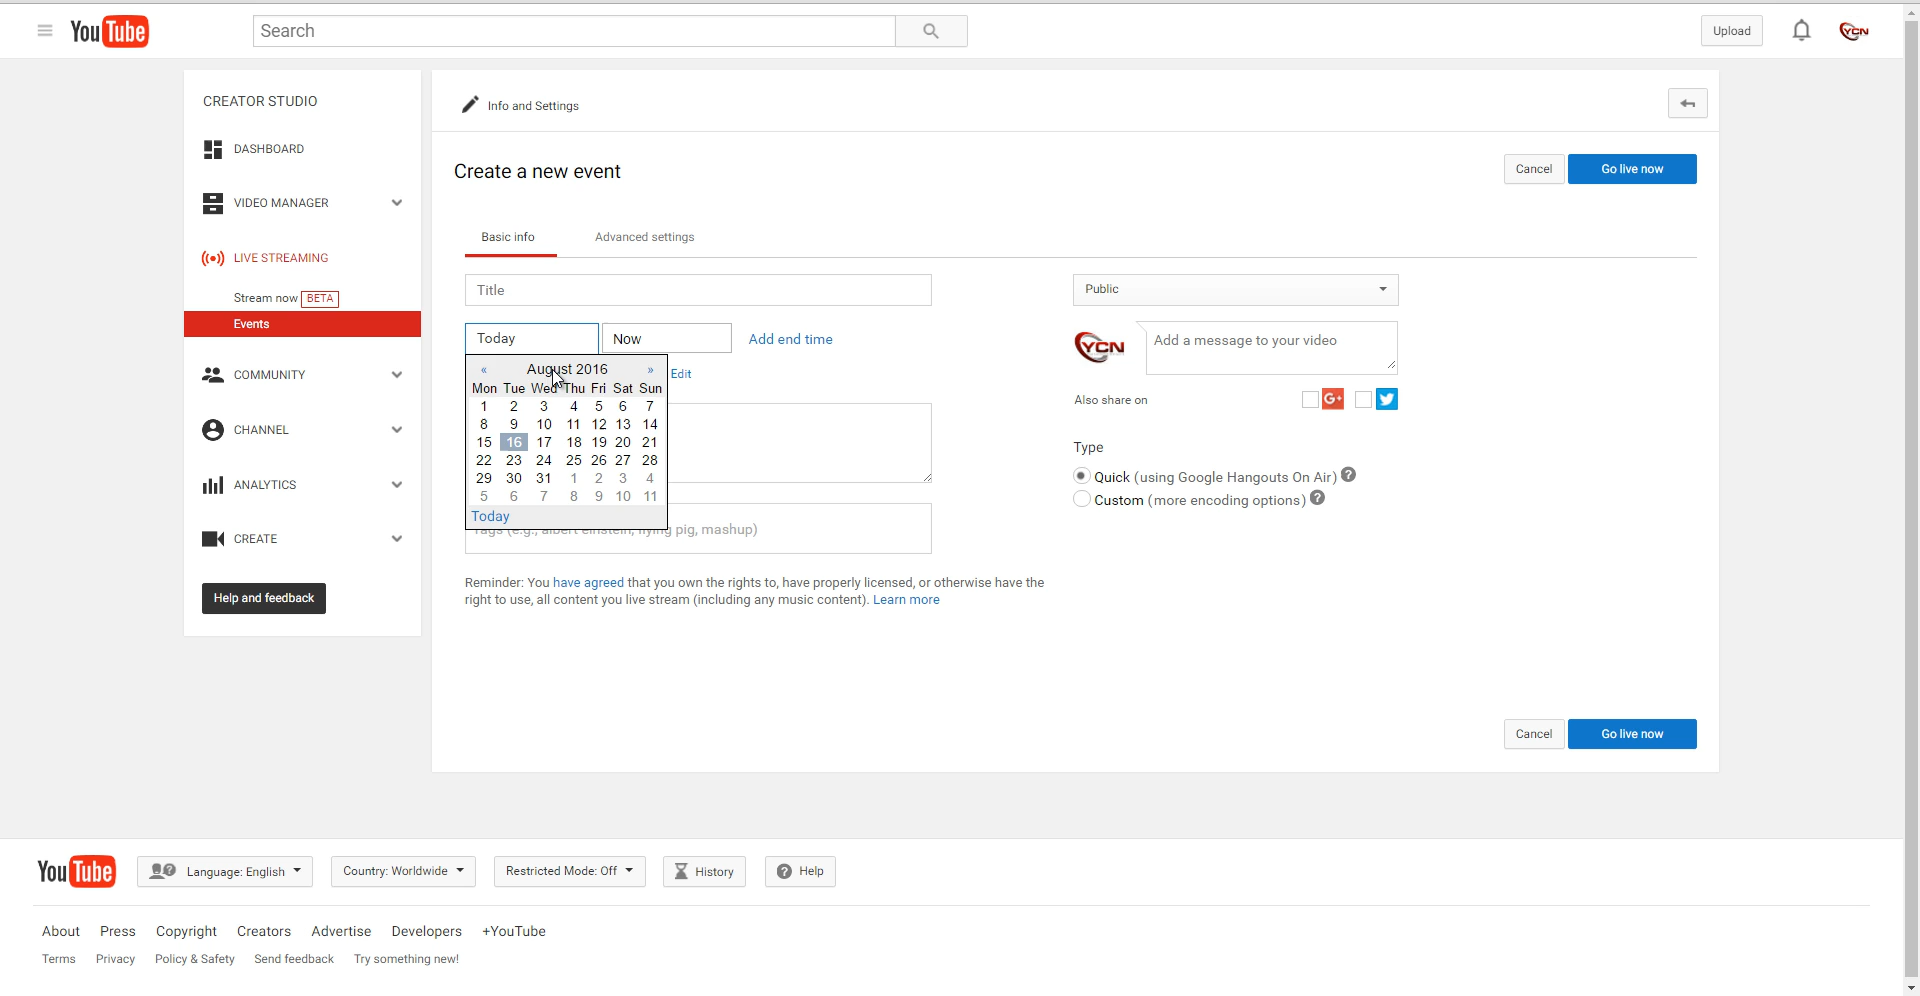 YouTube
Search
Upload
YCN
CREATOR STUDIO
DASHBOARD
VIDEO MANAGER
LIVE STREAMING
Stream now BETA
Events
COMMUNITY
CHANNEL
ANALYTICS
CREATE
Help and feedback
Info and Settings
Create a new event
Cancel
Go live now
Basic info
Advanced settings
Title
Today
Now
Add end time
« August 2016 »
Edit
Mon Tue Wed Thu Fri Sat Sun
1 2 3 4 5 6 7
8 9 10 11 12 13 14
15 16 17 18 19 20 21
22 23 24 25 26 27 28
29 30 31 1 2 3 4
5 6 7 8 9 10 11
Today
Tags (e.g., albert einstein, flying pig, mashup)
Reminder: You have agreed that you own the rights to, have properly licensed, or otherwise have the
right to use, all content you live stream (including any music content). Learn more
Public
YCN
Add a message to your video
Also share on
G+
Type
Quick (using Google Hangouts On Air) ?
Custom (more encoding options) ?
Cancel
Go live now
YouTube
Language: English
Country: Worldwide
Restricted Mode: Off
History
Help
About Press Copyright Creators Advertise Developers +YouTube
Terms Privacy Policy & Safety Send feedback Try something new!